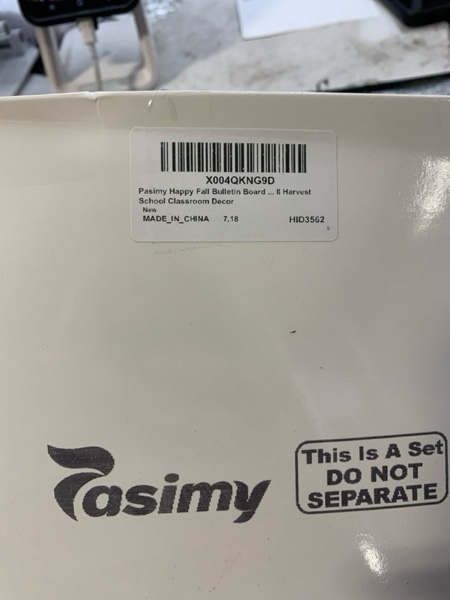 X004QKNG9D
Pasimy Happy Fall Bulletin Board ... ll Harvest
School Classroom Decor
New
MADE_IN_CHINA 7.18 HID3562
Pasimy
This Is A Set
DO NOT
SEPARATE